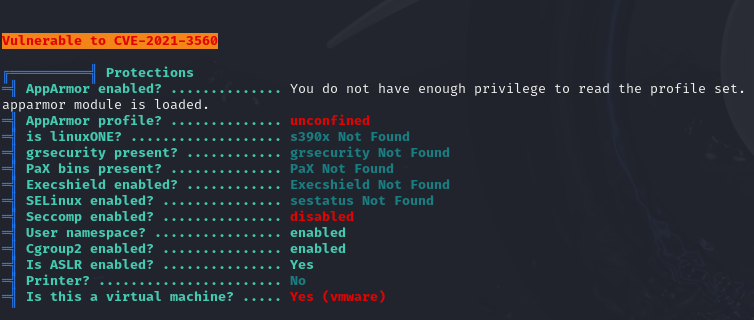 Vulnerable to CVE-2021-3560
╔══════════╣ Protections
═╣ AppArmor enabled? .............. You do not have enough privilege to read the profile set.
apparmor module is loaded.
═╣ AppArmor profile? .............. unconfined
═╣ is linuxONE? ................... s390x Not Found
═╣ grsecurity present? ............ grsecurity Not Found
═╣ PaX bins present? .............. PaX Not Found
═╣ Execshield enabled? ............ Execshield Not Found
═╣ SELinux enabled? ............... sestatus Not Found
═╣ Seccomp enabled? ............... disabled
═╣ User namespace? ................ enabled
═╣ Cgroup2 enabled? ............... enabled
═╣ Is ASLR enabled? ............... Yes
═╣ Printer? ....................... No
═╣ Is this a virtual machine? ..... Yes (vmware)